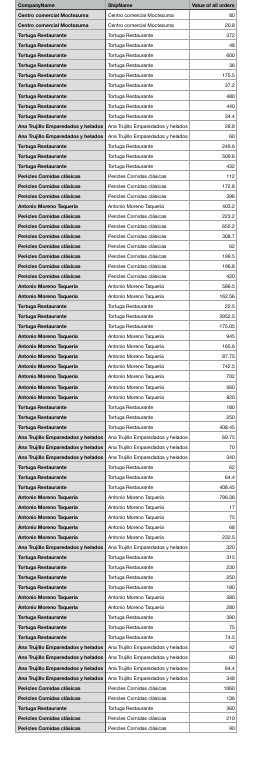 CompanyName ShipName Value of all orders
Centro comercial Moctezuma Centro comercial Moctezuma 80
Centro comercial Moctezuma Centro comercial Moctezuma 20.8
Tortuga Restaurante Tortuga Restaurante 372
Tortuga Restaurante Tortuga Restaurante 48
Tortuga Restaurante Tortuga Restaurante 600
Tortuga Restaurante Tortuga Restaurante 36
Tortuga Restaurante Tortuga Restaurante 175.5
Tortuga Restaurante Tortuga Restaurante 37.2
Tortuga Restaurante Tortuga Restaurante 480
Tortuga Restaurante Tortuga Restaurante 440
Tortuga Restaurante Tortuga Restaurante 34.4
Ana Trujillo Emparedados y helados Ana Trujillo Emparedados y helados 28.8
Ana Trujillo Emparedados y helados Ana Trujillo Emparedados y helados 60
Tortuga Restaurante Tortuga Restaurante 249.6
Tortuga Restaurante Tortuga Restaurante 509.6
Tortuga Restaurante Tortuga Restaurante 432
Pericles Comidas clásicas Pericles Comidas clásicas 112
Pericles Comidas clásicas Pericles Comidas clásicas 172.8
Pericles Comidas clásicas Pericles Comidas clásicas 396
Antonio Moreno Taquería Antonio Moreno Taquería 403.2
Pericles Comidas clásicas Pericles Comidas clásicas 223.2
Pericles Comidas clásicas Pericles Comidas clásicas 655.2
Pericles Comidas clásicas Pericles Comidas clásicas 308.7
Pericles Comidas clásicas Pericles Comidas clásicas 62
Pericles Comidas clásicas Pericles Comidas clásicas 199.5
Pericles Comidas clásicas Pericles Comidas clásicas 196.8
Pericles Comidas clásicas Pericles Comidas clásicas 420
Antonio Moreno Taquería Antonio Moreno Taquería 586.5
Antonio Moreno Taquería Antonio Moreno Taquería 162.56
Tortuga Restaurante Tortuga Restaurante 22.5
Tortuga Restaurante Tortuga Restaurante 3952.5
Tortuga Restaurante Tortuga Restaurante 175.05
Antonio Moreno Taquería Antonio Moreno Taquería 945
Antonio Moreno Taquería Antonio Moreno Taquería 165.6
Antonio Moreno Taquería Antonio Moreno Taquería 87.75
Antonio Moreno Taquería Antonio Moreno Taquería 742.5
Antonio Moreno Taquería Antonio Moreno Taquería 702
Antonio Moreno Taquería Antonio Moreno Taquería 560
Antonio Moreno Taquería Antonio Moreno Taquería 820
Tortuga Restaurante Tortuga Restaurante 180
Tortuga Restaurante Tortuga Restaurante 250
Tortuga Restaurante Tortuga Restaurante 408.45
Ana Trujillo Emparedados y helados Ana Trujillo Emparedados y helados 69.75
Ana Trujillo Emparedados y helados Ana Trujillo Emparedados y helados 70
Ana Trujillo Emparedados y helados Ana Trujillo Emparedados y helados 340
Tortuga Restaurante Tortuga Restaurante 62
Tortuga Restaurante Tortuga Restaurante 64.4
Tortuga Restaurante Tortuga Restaurante 408.45
Antonio Moreno Taquería Antonio Moreno Taquería 796.36
Antonio Moreno Taquería Antonio Moreno Taquería 17
Antonio Moreno Taquería Antonio Moreno Taquería 75
Antonio Moreno Taquería Antonio Moreno Taquería 68
Antonio Moreno Taquería Antonio Moreno Taquería 232.5
Ana Trujillo Emparedados y helados Ana Trujillo Emparedados y helados 320
Tortuga Restaurante Tortuga Restaurante 315
Tortuga Restaurante Tortuga Restaurante 230
Tortuga Restaurante Tortuga Restaurante 250
Tortuga Restaurante Tortuga Restaurante 180
Antonio Moreno Taquería Antonio Moreno Taquería 380
Antonio Moreno Taquería Antonio Moreno Taquería 280
Tortuga Restaurante Tortuga Restaurante 390
Tortuga Restaurante Tortuga Restaurante 75
Tortuga Restaurante Tortuga Restaurante 74.5
Ana Trujillo Emparedados y helados Ana Trujillo Emparedados y helados 42
Ana Trujillo Emparedados y helados Ana Trujillo Emparedados y helados 60
Ana Trujillo Emparedados y helados Ana Trujillo Emparedados y helados 64.4
Ana Trujillo Emparedados y helados Ana Trujillo Emparedados y helados 348
Pericles Comidas clásicas Pericles Comidas clásicas 1060
Pericles Comidas clásicas Pericles Comidas clásicas 136
Tortuga Restaurante Tortuga Restaurante 360
Pericles Comidas clásicas Pericles Comidas clásicas 210
Pericles Comidas clásicas Pericles Comidas clásicas 90